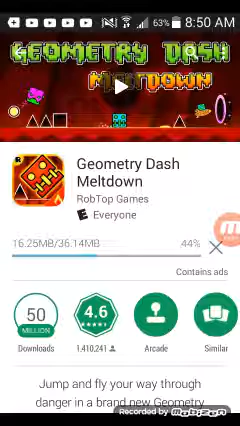 63% 8:50 AM
GEOMETRY DASH
MELTDOWN
Geometry Dash
Meltdown
RobTop Games
E Everyone
16.25MB/36.14MB 44%
Contains ads
50
MILLION
4.6
Downloads
1,410,241
Arcade
Similar
Jump and fly your way through
danger in a brand new Geometry
Recorded by Mobizen